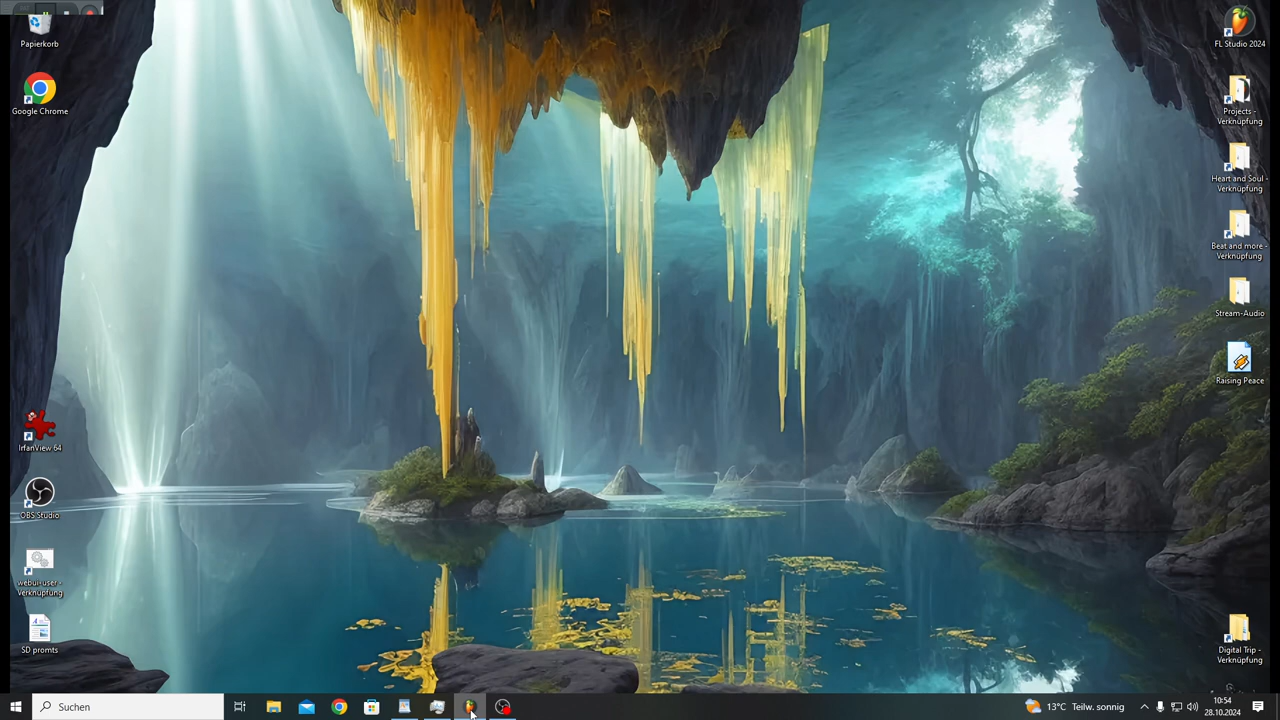 Papierkorb
Google Chrome
IrfanView 64
OBS Studio
webui-user -
Verknüpfung
SD promts
FL Studio 2024
Projects -
Verknüpfung
Heart and Soul -
Verknüpfung
Beat and more -
Verknüpfung
Stream-Audio
Raising Peace
Digital Trip -
Verknüpfung
Suchen
13°C Teilw. sonnig
10:54
28.10.2024